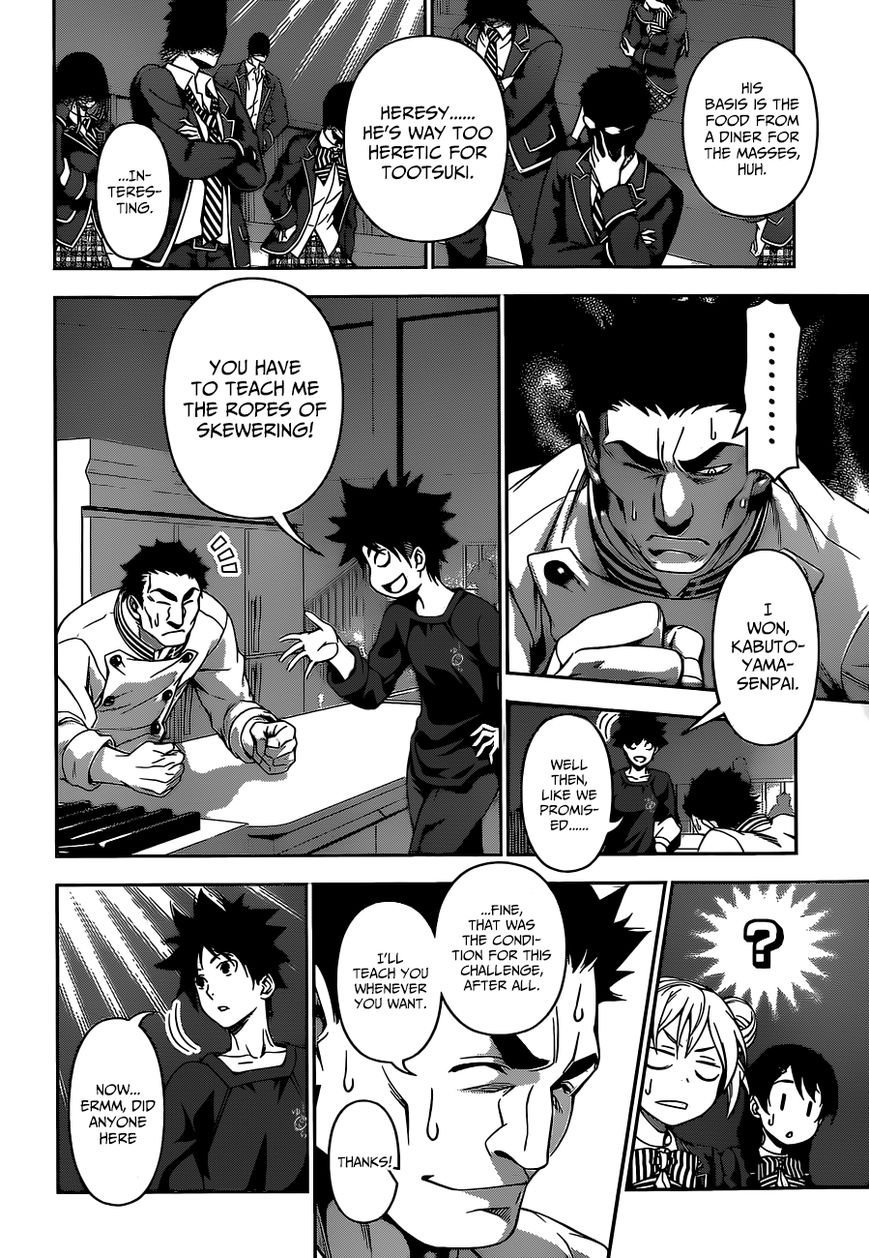 HIS
BASIS IS THE
FOOD FROM
A DINER FOR
THE MASSES,
HUH.
HERESY......
HE'S WAY TOO
HERETIC FOR
TOOTSUKI.
...IN-
TERES-
TING.
.........
I
WON,
KABUTO-
YAMA-
SENPAI.
WELL
THEN,
LIKE WE
PROMIS-
ED......
YOU HAVE
TO TEACH ME
THE ROPES OF
SKEWERING!
?
...FINE,
THAT WAS
THE CONDI-
TION FOR THIS
CHALLENGE,
AFTER ALL.
I'LL
TEACH YOU
WHENEVER
YOU WANT.
THANKS!
NOW...
ERMM, DID
ANYONE
HERE